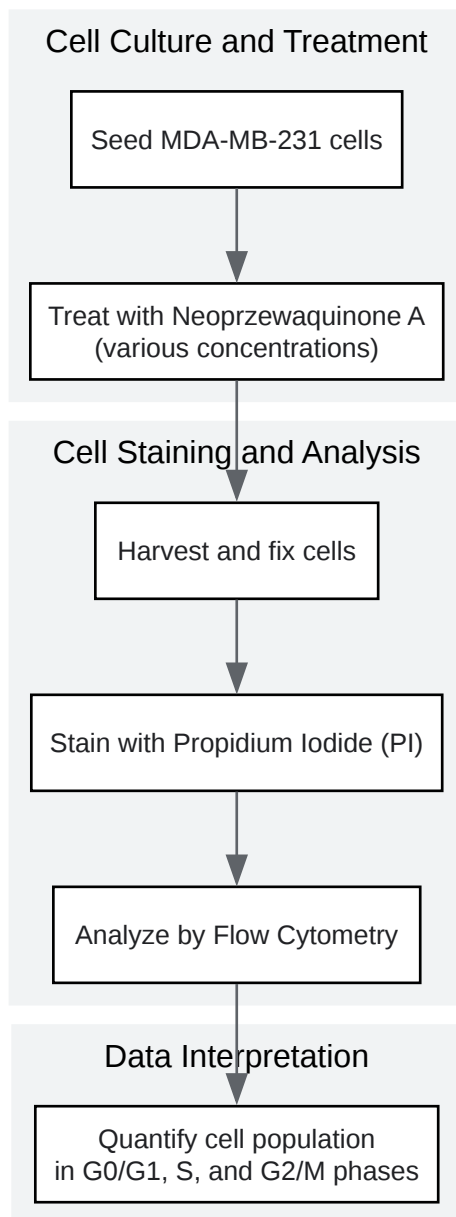 Cell Culture and Treatment
Seed MDA-MB-231 cells
Treat with Neoprzewaquinone A
(various concentrations)
Cell Staining and Analysis
Harvest and fix cells
Stain with Propidium Iodide (PI)
Analyze by Flow Cytometry
Data Interpretation
Quantify cell population
in G0/G1, S, and G2/M phases